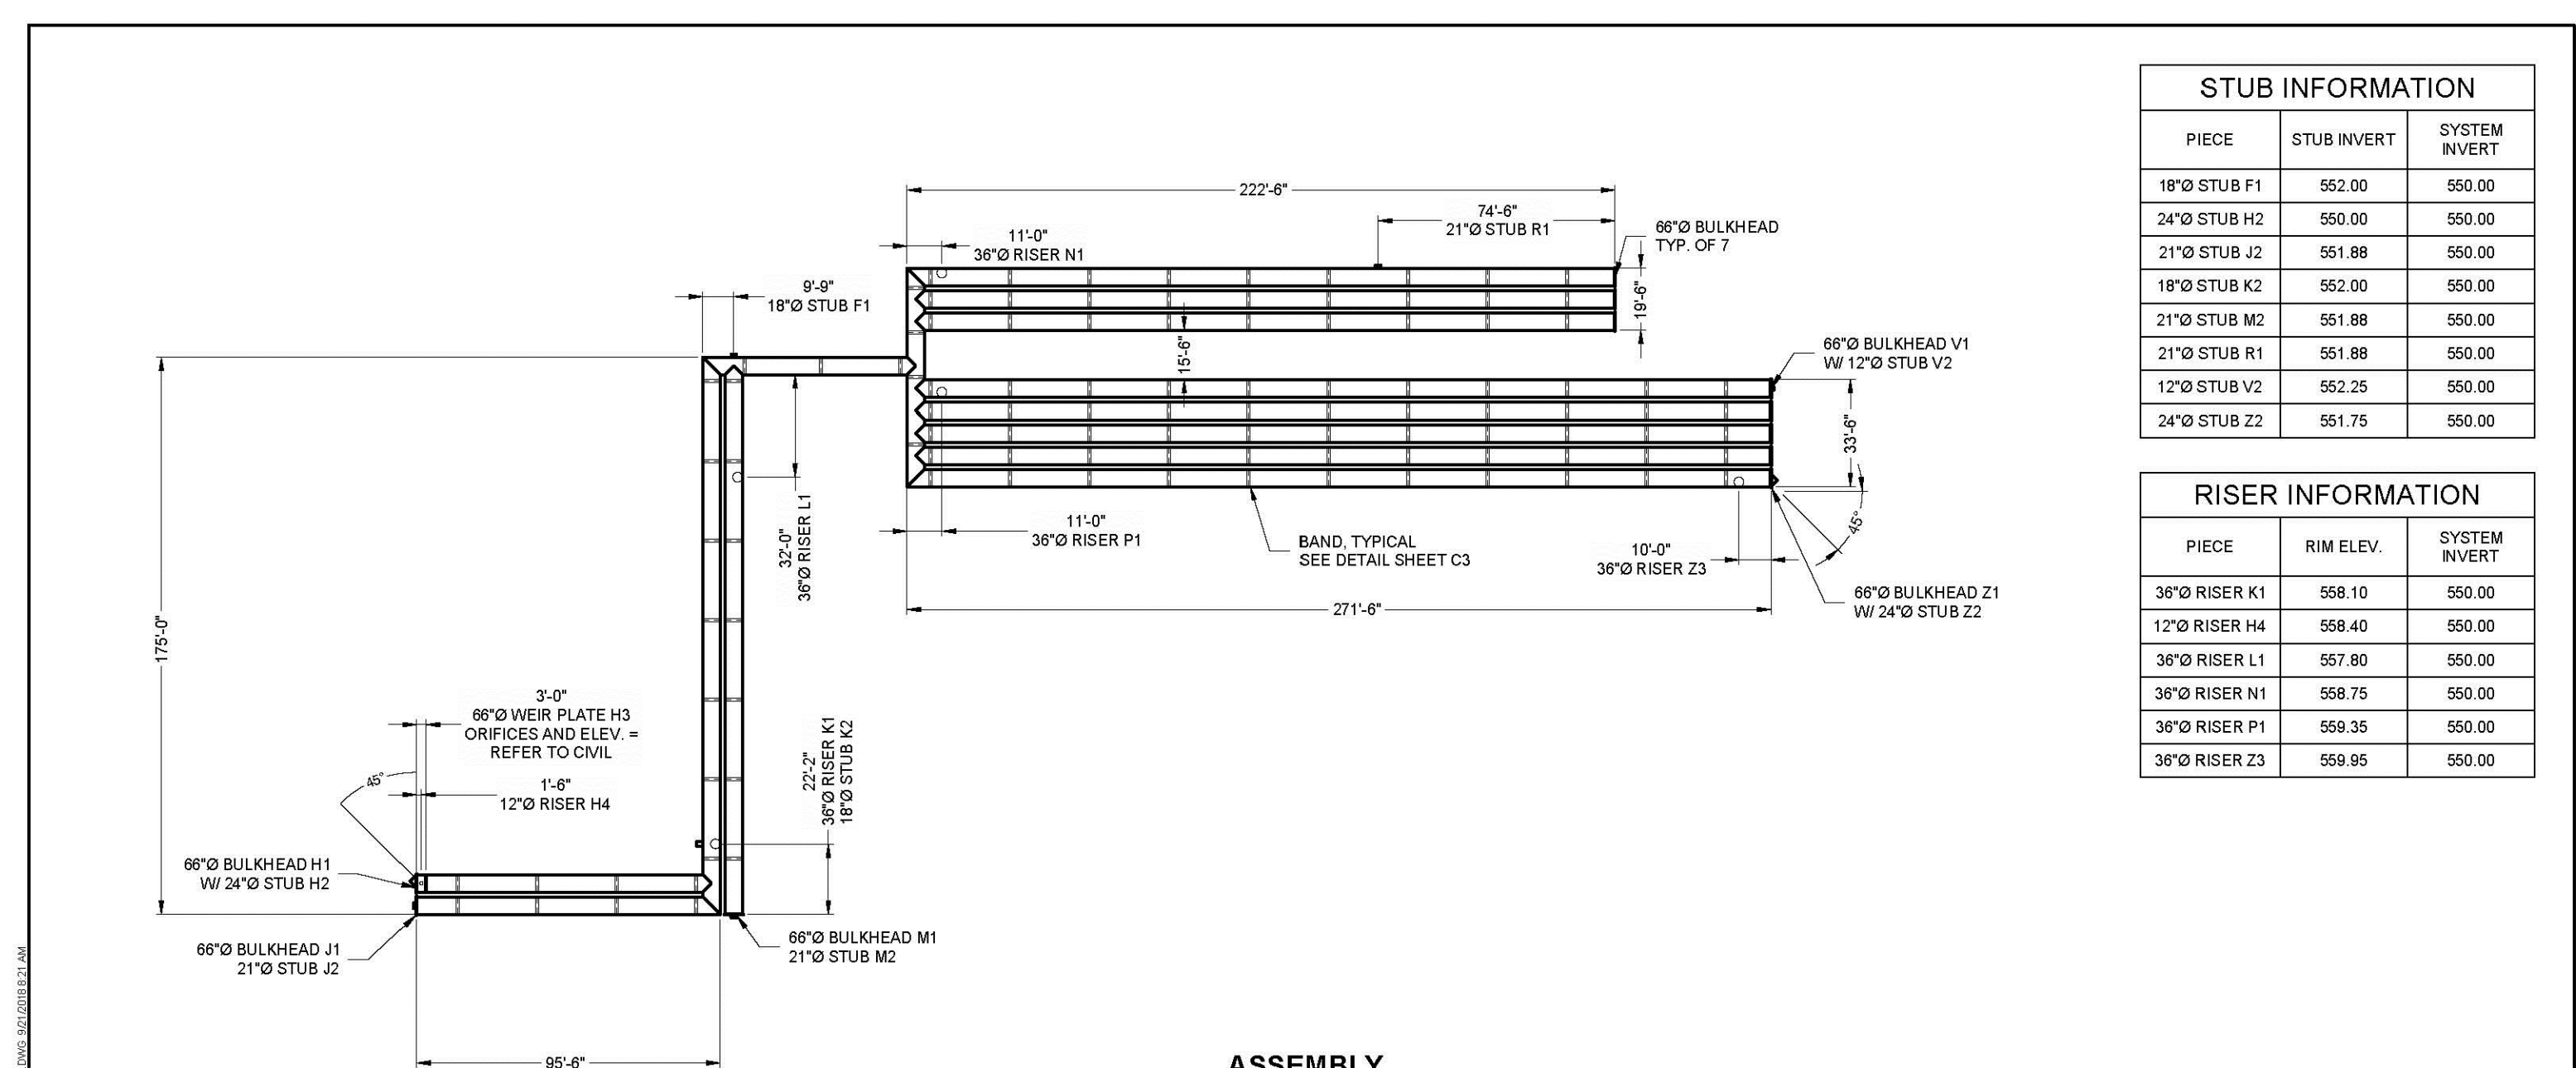 222'-6"
74'-6"
21"Ø STUB R1
66"Ø BULKHEAD
TYP. OF 7
11'-0"
36"Ø RISER N1
9'-9"
18"Ø STUB F1
19'-6"
15'-6"
66"Ø BULKHEAD V1
W/ 12"Ø STUB V2
33'-6"
45°
32'-0"
36"Ø RISER L1
11'-0"
36"Ø RISER P1
BAND, TYPICAL
SEE DETAIL SHEET C3
10'-0"
36"Ø RISER Z3
271'-6"
66"Ø BULKHEAD Z1
W/ 24"Ø STUB Z2
175'-0"
3'-0"
66"Ø WEIR PLATE H3
ORIFICES AND ELEV. =
REFER TO CIVIL
45°
1'-6"
12"Ø RISER H4
22'-2"
36"Ø RISER K1
18"Ø STUB K2
66"Ø BULKHEAD H1
W/ 24"Ø STUB H2
66"Ø BULKHEAD J1
21"Ø STUB J2
66"Ø BULKHEAD M1
21"Ø STUB M2
95'-6"
ASSEMBLY
STUB INFORMATION
PIECE STUB INVERT SYSTEM
INVERT
18"Ø STUB F1 552.00 550.00
24"Ø STUB H2 550.00 550.00
21"Ø STUB J2 551.88 550.00
18"Ø STUB K2 552.00 550.00
21"Ø STUB M2 551.88 550.00
21"Ø STUB R1 551.88 550.00
12"Ø STUB V2 552.25 550.00
24"Ø STUB Z2 551.75 550.00
RISER INFORMATION
PIECE RIM ELEV. SYSTEM
INVERT
36"Ø RISER K1 558.10 550.00
12"Ø RISER H4 558.40 550.00
36"Ø RISER L1 557.80 550.00
36"Ø RISER N1 558.75 550.00
36"Ø RISER P1 559.35 550.00
36"Ø RISER Z3 559.95 550.00
.DWG 9/21/2018 8:21 AM